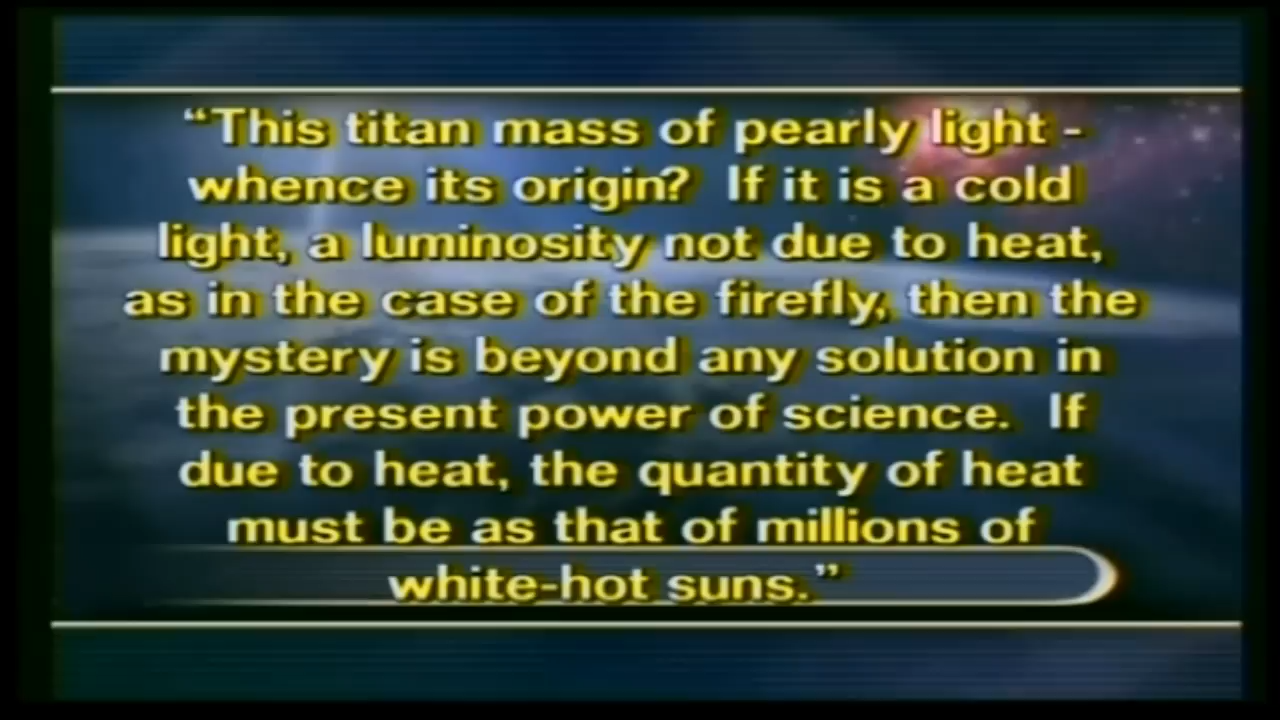 “This titan mass of pearly light -
whence its origin?  If it is a cold
light, a luminosity not due to heat,
as in the case of the firefly, then the
mystery is beyond any solution in
the present power of science.  If
due to heat, the quantity of heat
must be as that of millions of
white-hot suns.”